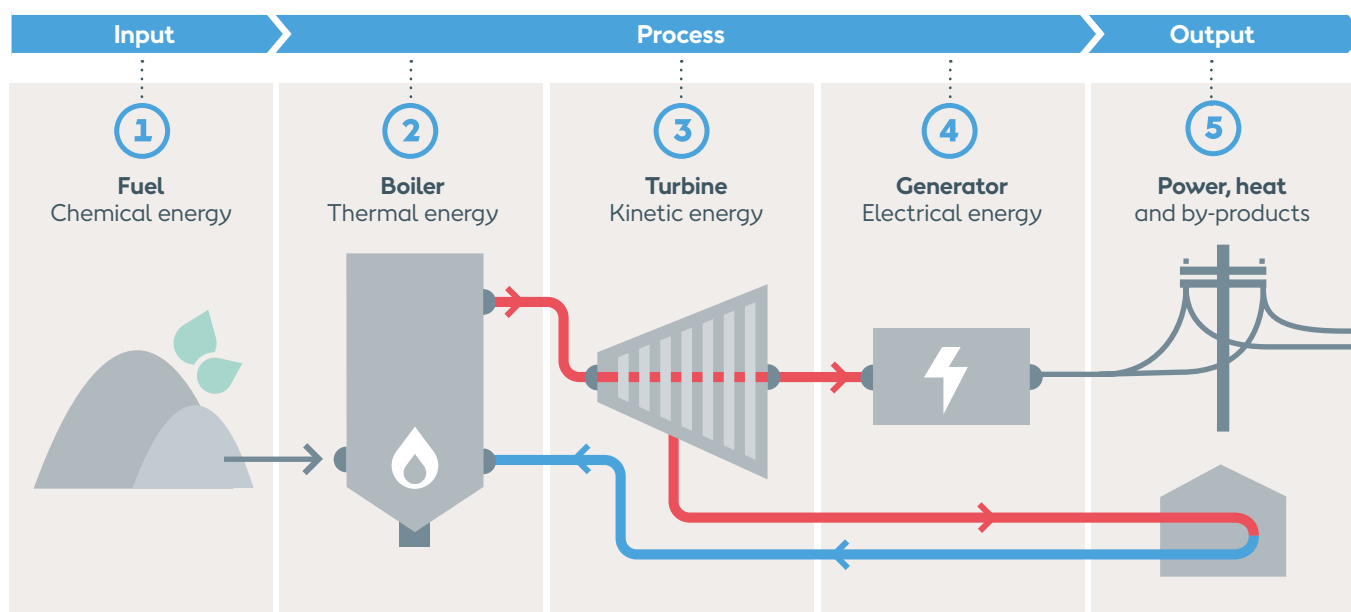 Input
Process
Output
1
2
3
4
5
Fuel
Chemical energy
Boiler
Thermal energy
Turbine
Kinetic energy
Generator
Electrical energy
Power, heat
and by-products